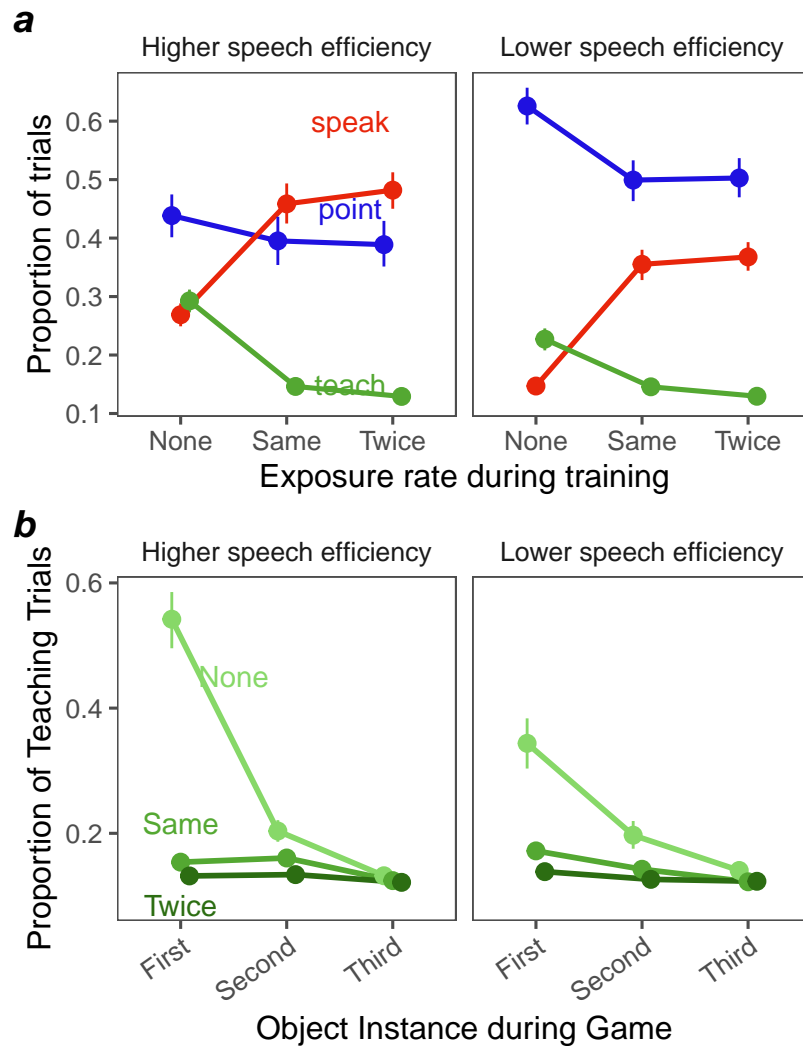 a
Higher speech efficiency
Lower speech efficiency
Proportion of trials
0.6
0.5
0.4
0.3
0.2
0.1
speak
point
teach
None Same Twice
None Same Twice
Exposure rate during training
b
Higher speech efficiency
Lower speech efficiency
Proportion of Teaching Trials
0.6
0.4
0.2
None
Same
Twice
First Second Third
First Second Third
Object Instance during Game